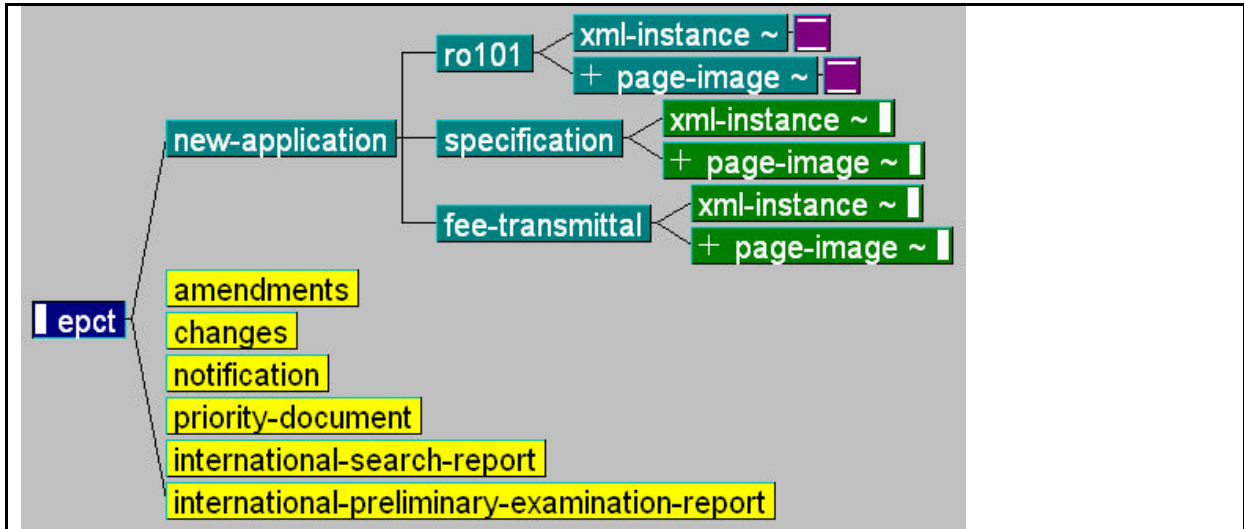 xml-instance ~
ro101
+ page-image ~
xml-instance ~
new-application
specification
+ page-image ~
xml-instance ~
fee-transmittal
+ page-image ~
amendments
epct
changes
notification
priority-document
international-search-report
international-preliminary-examination-report